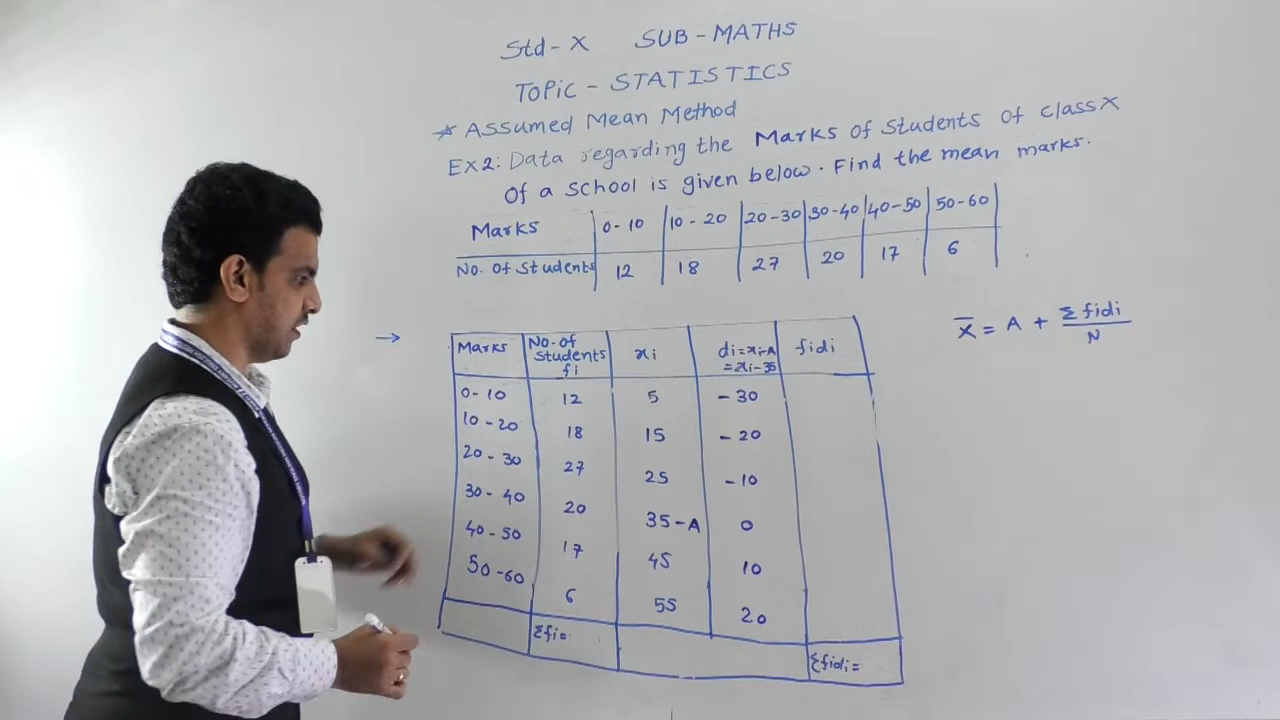 Std - X SUB - MATHS
TOPiC - STATISTICS
* Assumed Mean Method
EX2: Data regarding the Marks of Students of class X
Of a school is given below. Find the mean marks.
Marks 0-10 10-20 20-30 30-40 40-50 50-60
No. Of Students 12 18 27 20 17 6
→
x̄ = A + Σfidi / N
Marks No. of Students fi xi di = xi-A = xi-35 fidi
0-10 12 5 -30
10-20 18 15 -20
20-30 27 25 -10
30-40 20 35-A 0
40-50 17 45 10
50-60 6 55 20
Σfi= Σfidi=